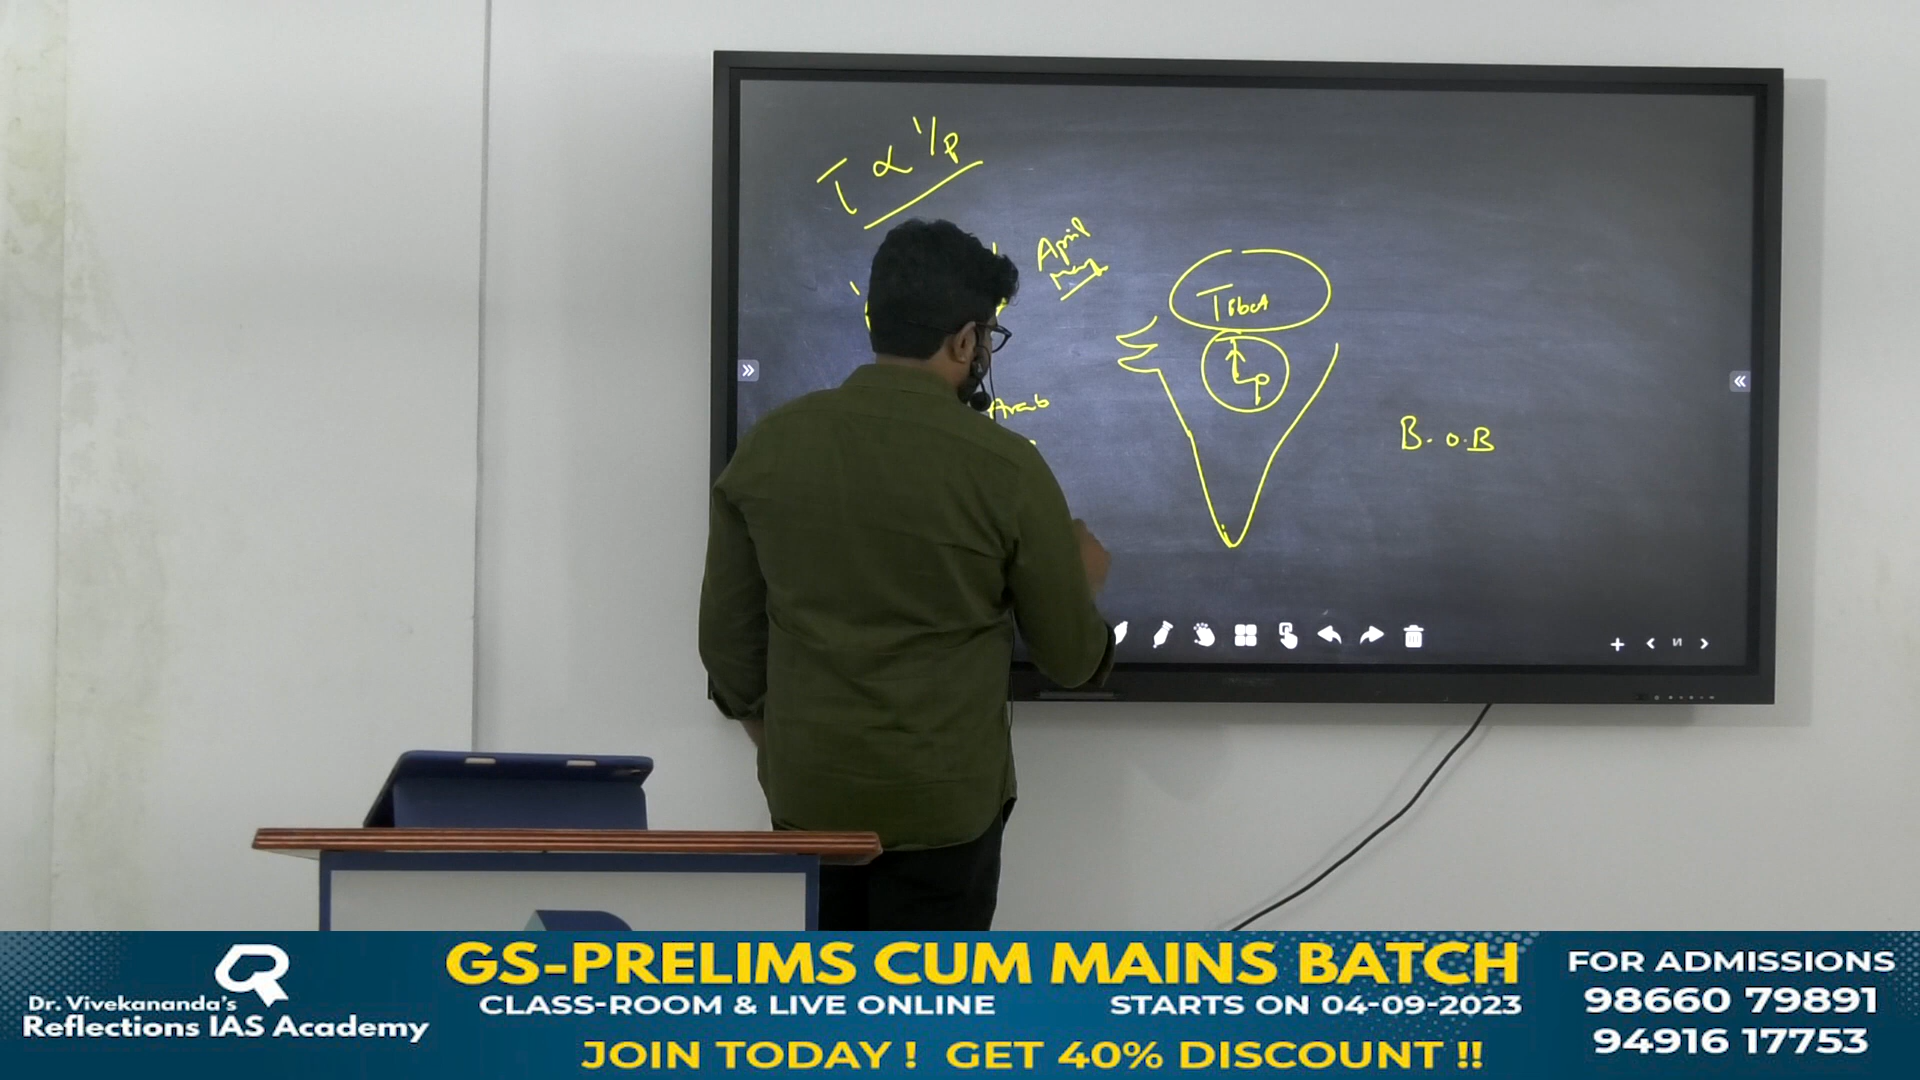 T α 1/P
April
May
Tibet
LP
Arab
B.O.B
GS-PRELIMS CUM MAINS BATCH
CLASS-ROOM & LIVE ONLINE STARTS ON 04-09-2023
JOIN TODAY ! GET 40% DISCOUNT !!
Dr. Vivekananda's
Reflections IAS Academy
FOR ADMISSIONS
98660 79891
94916 17753